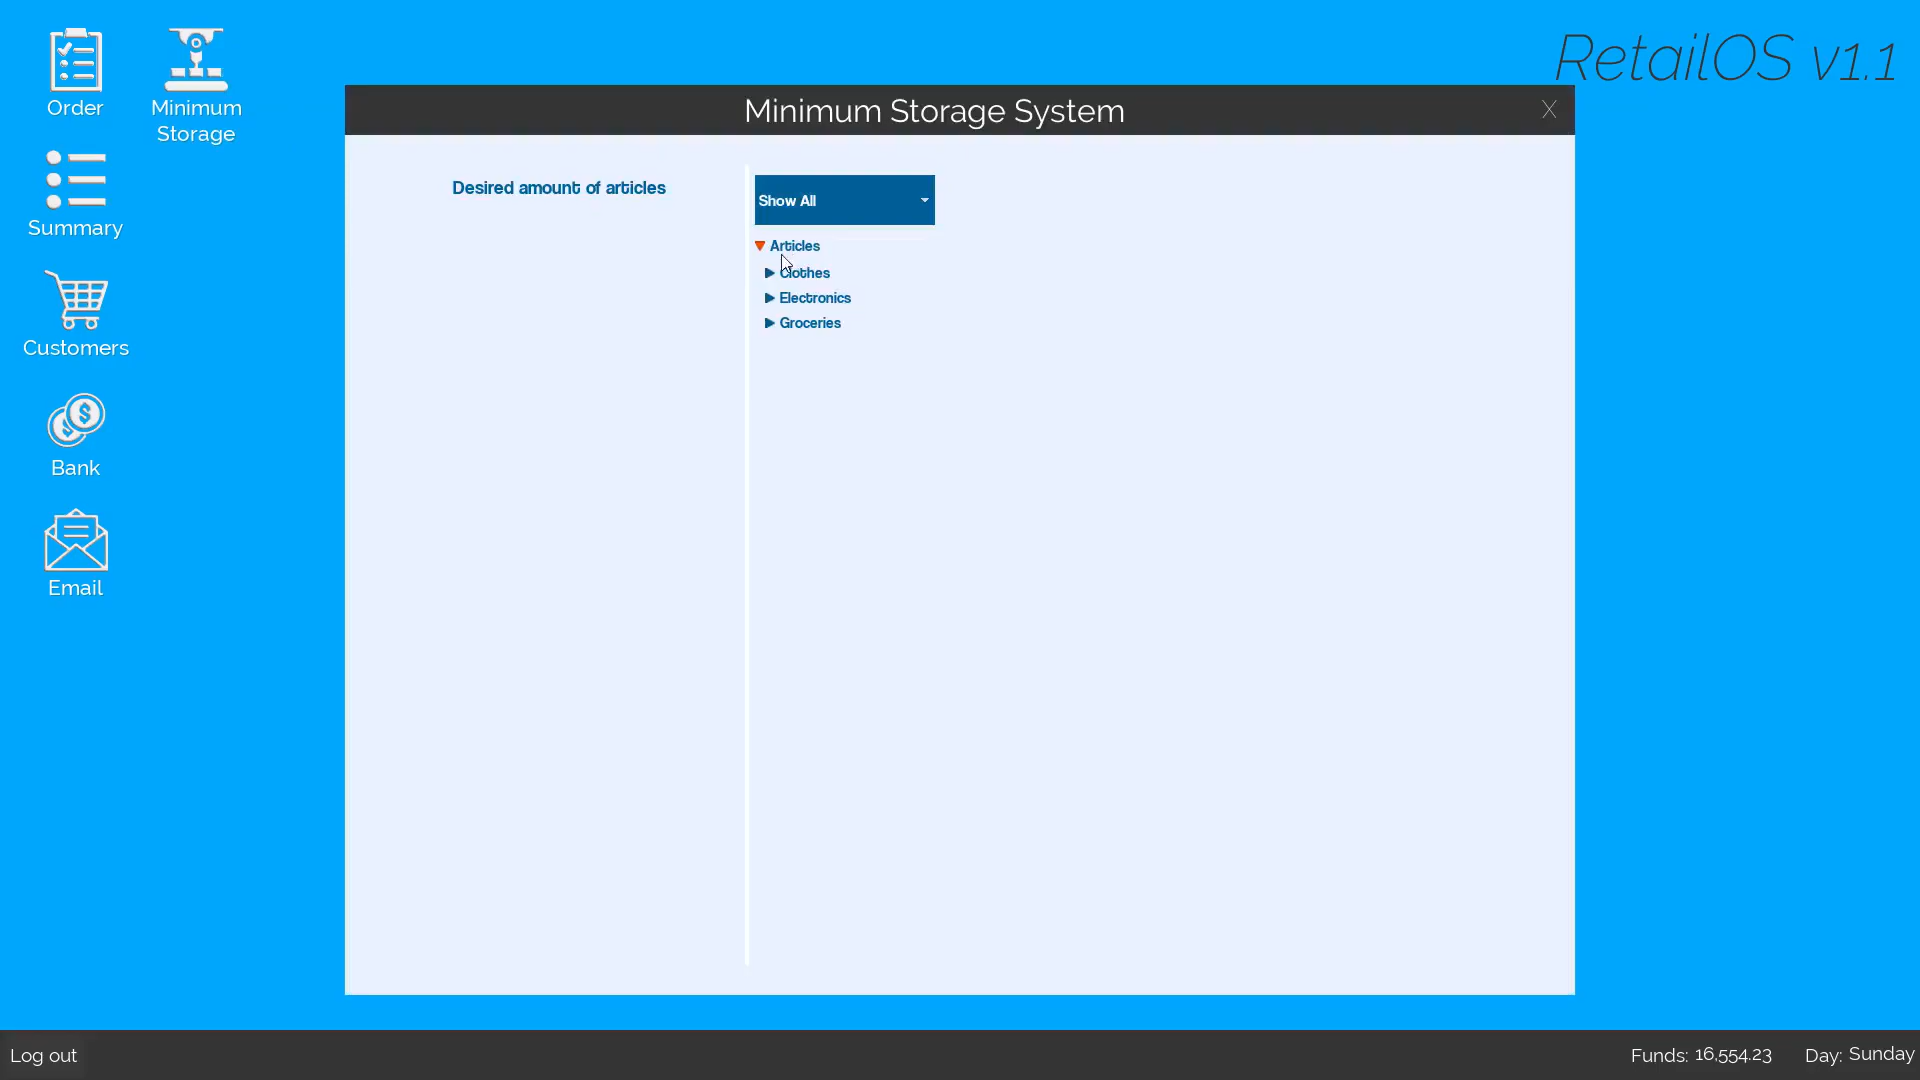 RetailOS v1.1
Order
Minimum
Storage
Summary
Customers
Bank
Email
Minimum Storage System
X
Desired amount of articles
Show All
Articles
Clothes
Electronics
Groceries
Log out
Funds: 16,554.23
Day: Sunday